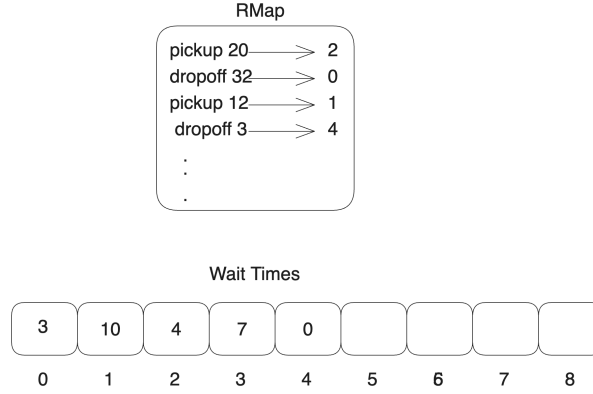 RMap
pickup 20 2
dropoff 32 0
pickup 12 1
dropoff 3 4
.
.
.
Wait Times
3 10 4 7 0
0 1 2 3 4 5 6 7 8